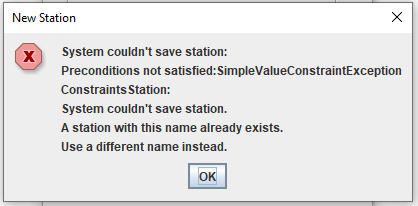 New Station
System couldn't save station:
Preconditions not satisfied:SimpleValueConstraintException
ConstraintsStation:
System couldn't save station.
A station with this name already exists.
Use a different name instead.
OK